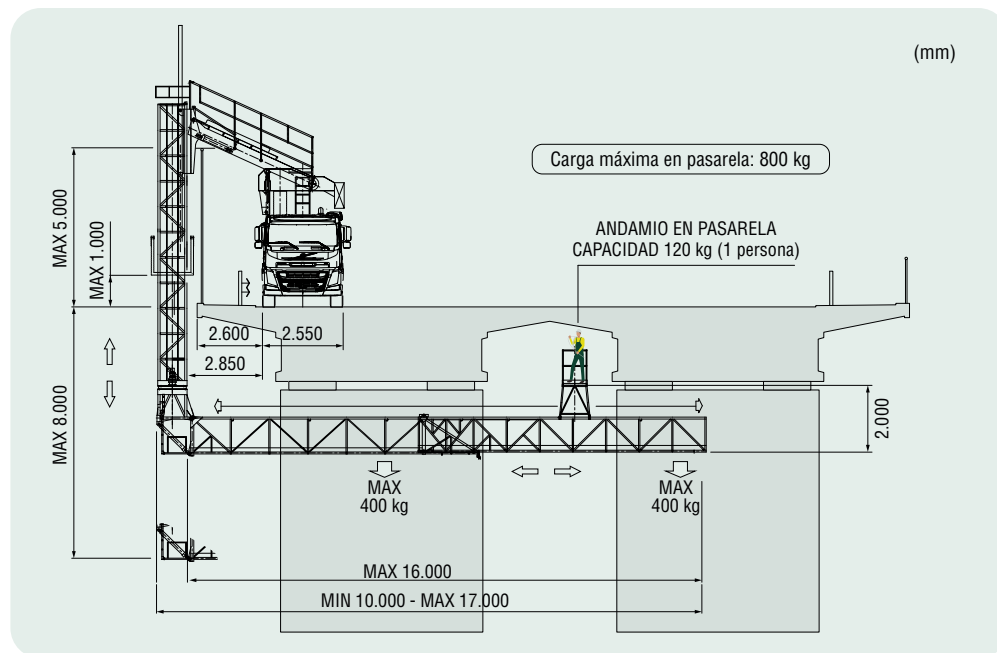 (mm)
Carga máxima en pasarela: 800 kg
ANDAMIO EN PASARELA
CAPACIDAD 120 kg (1 persona)
MAX 5.000
MAX 1.000
2.600
2.550
2.850
MAX 8.000
2.000
MAX
400 kg
MAX
400 kg
MAX 16.000
MIN 10.000 - MAX 17.000